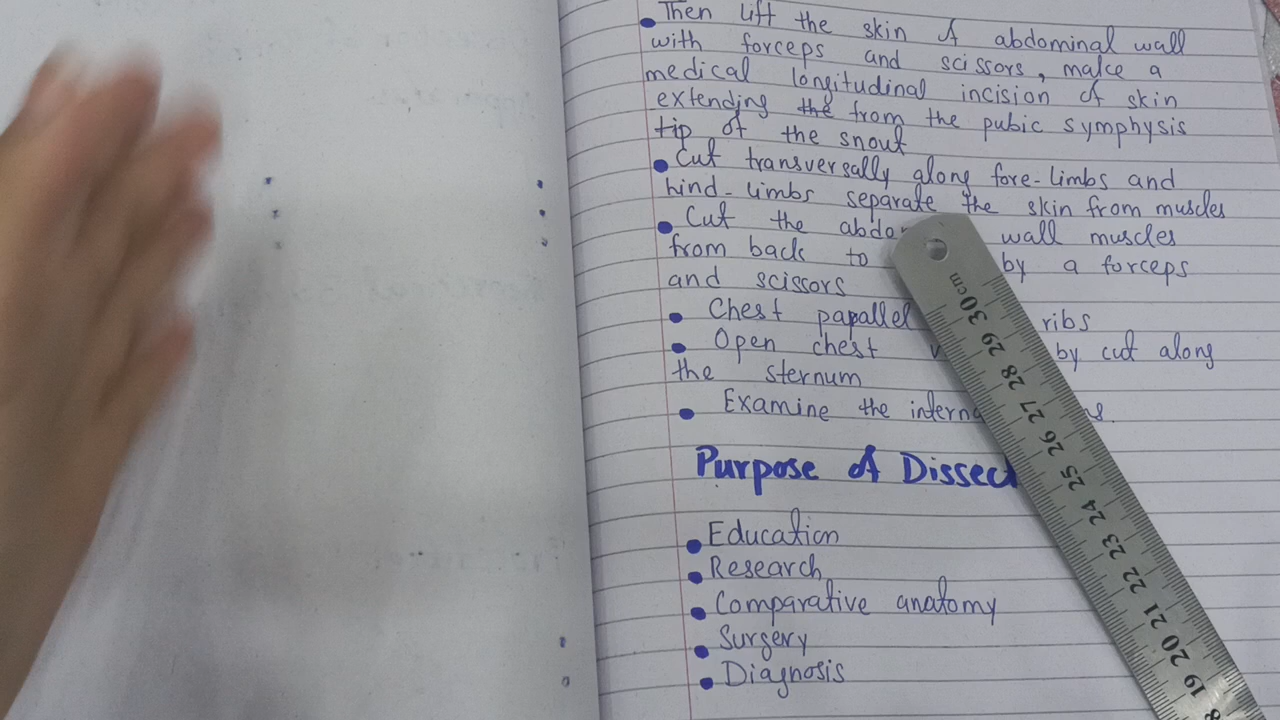 Then lift the skin of abdominal wall
with forceps and scissors, make a
medical longitudinal incision of skin
extending the from the pubic symphysis
tip of the snout
Cut transversally along fore-limbs and
hind-limbs separate the skin from muscles
Cut the abdo wall muscles
from back to by a forceps
and scissors
Chest parallel ribs
Open chest by cut along
the sternum
Examine the interna
Purpose of Dissect
Education
Research
Comparative anatomy
Surgery
Diagnosis
cm 30 29 28 27 26 25 24 23 22 21 20 19